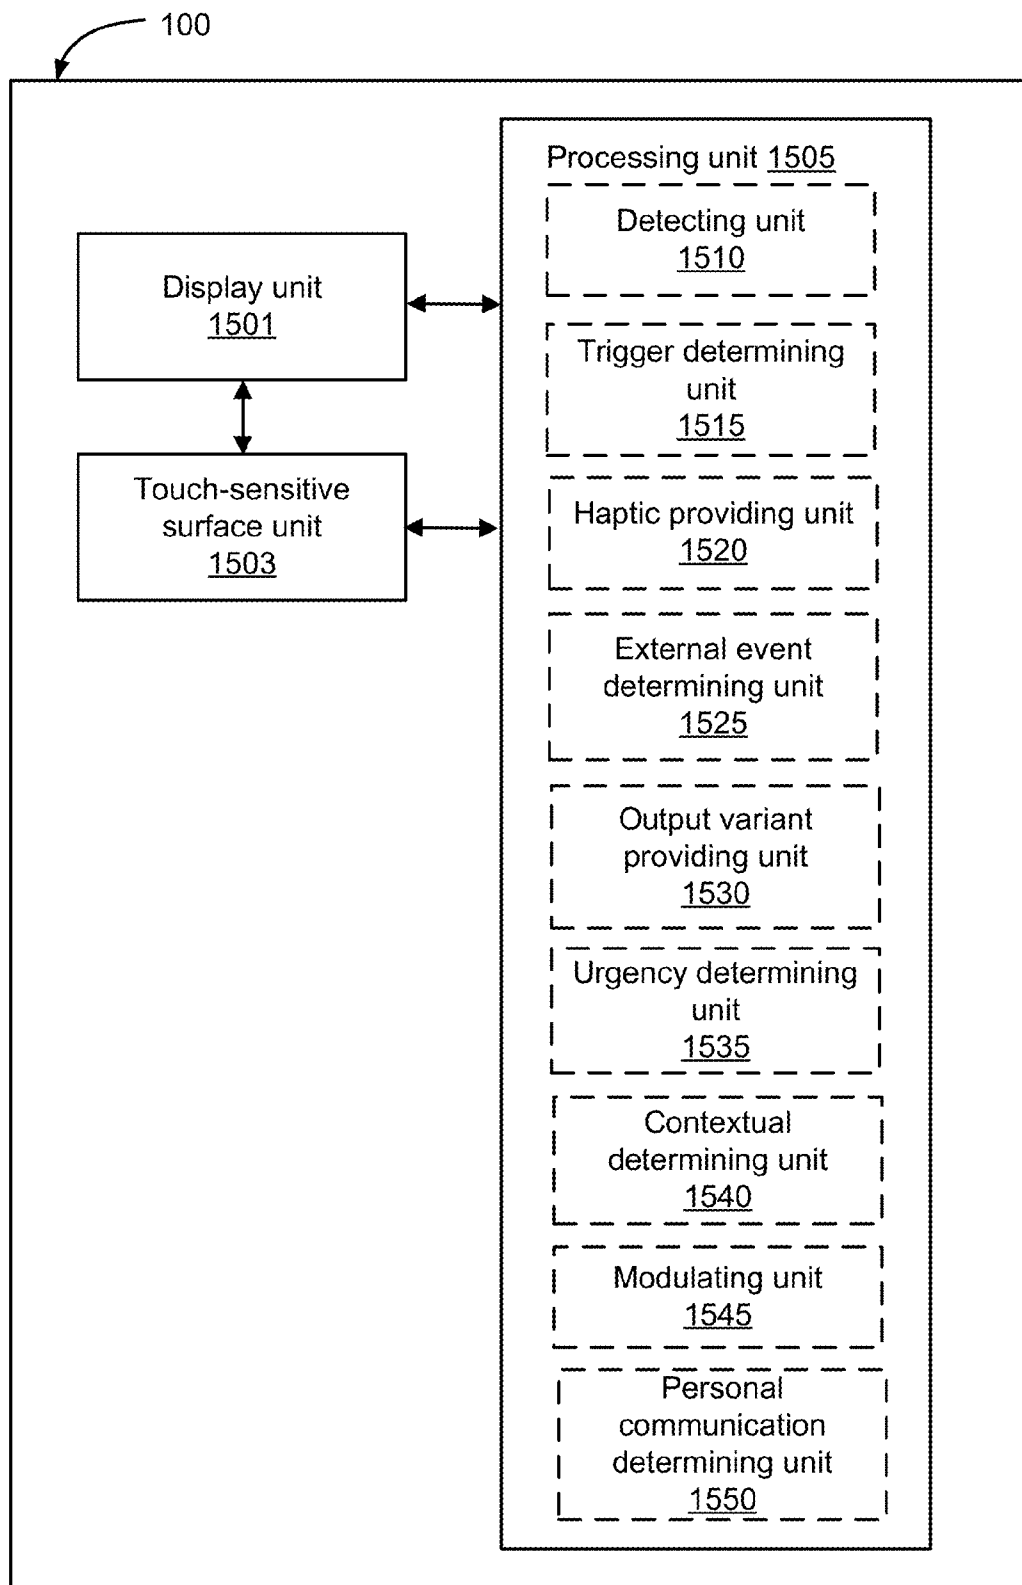 100
Processing unit 1505
Detecting unit
1510
Display unit
1501
Trigger determining
unit
1515
Touch-sensitive
surface unit
1503
Haptic providing unit
1520
External event
determining unit
1525
Output variant
providing unit
1530
Urgency determining
unit
1535
Contextual
determining unit
1540
Modulating unit
1545
Personal
communication
determining unit
1550